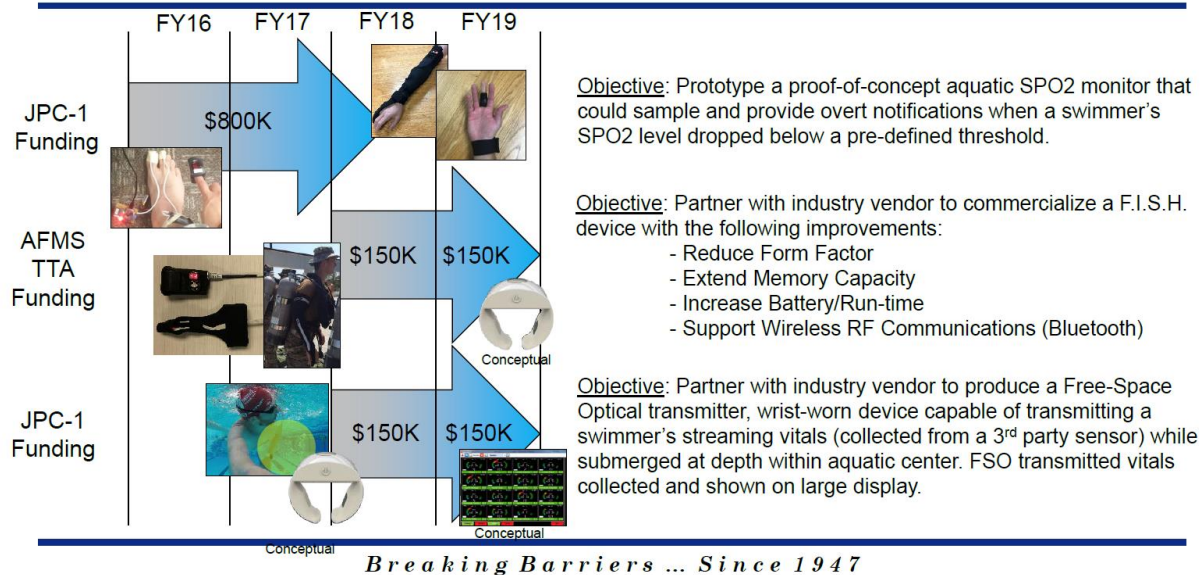 FY16 FY17 FY18 FY19
JPC-1
Funding
$800K
Objective: Prototype a proof-of-concept aquatic SPO2 monitor that
could sample and provide overt notifications when a swimmer's
SPO2 level dropped below a pre-defined threshold.
AFMS
TTA
Funding
$150K $150K
Conceptual
Objective: Partner with industry vendor to commercialize a F.I.S.H.
device with the following improvements:
- Reduce Form Factor
- Extend Memory Capacity
- Increase Battery/Run-time
- Support Wireless RF Communications (Bluetooth)
JPC-1
Funding
$150K $150K
Conceptual
Conceptual
Objective: Partner with industry vendor to produce a Free-Space
Optical transmitter, wrist-worn device capable of transmitting a
swimmer's streaming vitals (collected from a 3rd party sensor) while
submerged at depth within aquatic center. FSO transmitted vitals
collected and shown on large display.
Breaking Barriers ... Since 1947